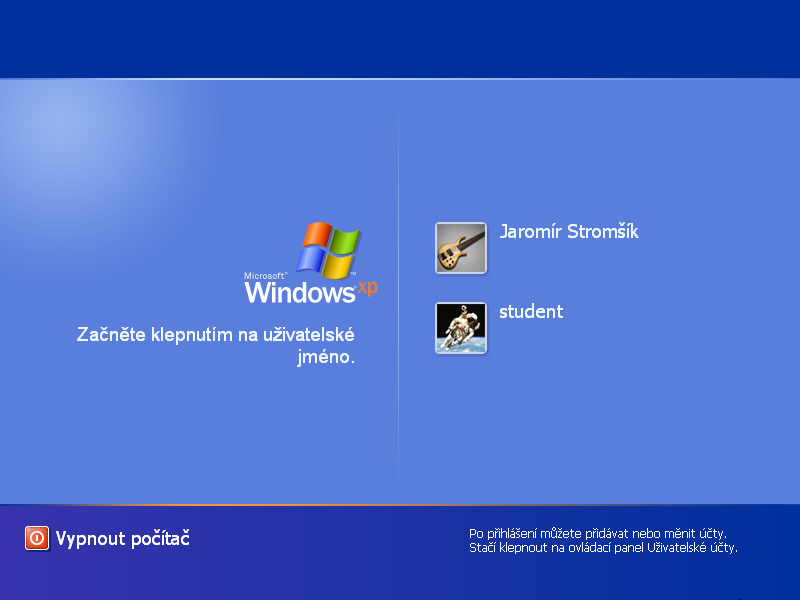 Microsoft®
Windows xp
™
Začněte klepnutím na uživatelské
jméno.
Jaromír Stromšík
student
Vypnout počítač
Po přihlášení můžete přidávat nebo měnit účty.
Stačí klepnout na ovládací panel Uživatelské účty.